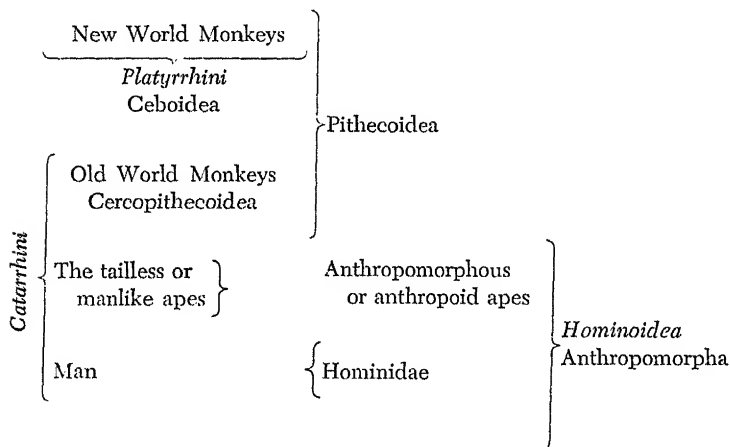 New World Monkeys
Platyrrhini
Ceboidea
Pithecoidea
Old World Monkeys
Cercopithecoidea
Catarrhini
The tailless or
manlike apes
Anthropomorphous
or anthropoid apes
Hominoidea
Anthropomorpha
Man
Hominidae